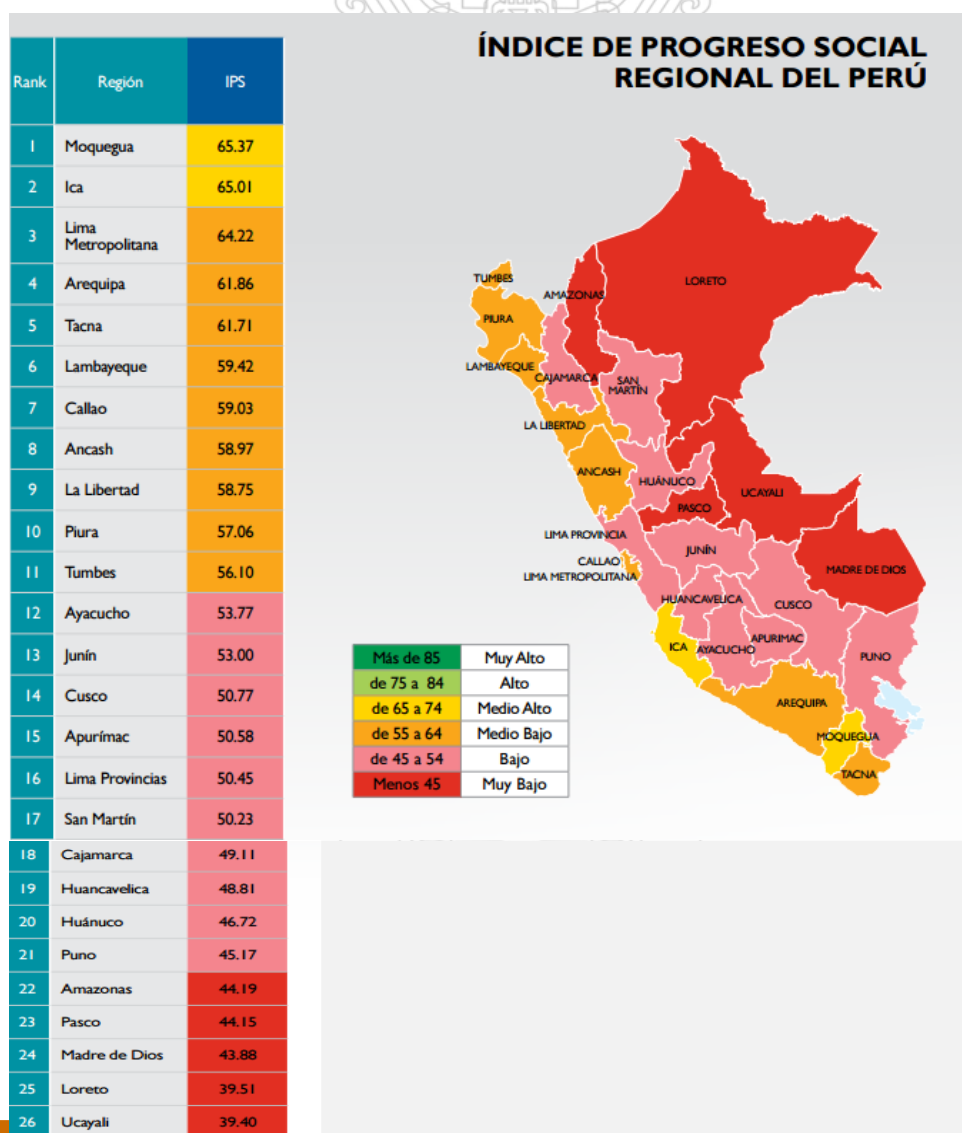 ÍNDICE DE PROGRESO SOCIAL
REGIONAL DEL PERÚ
Rank Región IPS
1 Moquegua 65.37
2 Ica 65.01
3 Lima Metropolitana 64.22
4 Arequipa 61.86
5 Tacna 61.71
6 Lambayeque 59.42
7 Callao 59.03
8 Ancash 58.97
9 La Libertad 58.75
10 Piura 57.06
11 Tumbes 56.10
12 Ayacucho 53.77
13 Junín 53.00
14 Cusco 50.77
15 Apurímac 50.58
16 Lima Provincias 50.45
17 San Martín 50.23
18 Cajamarca 49.11
19 Huancavelica 48.81
20 Huánuco 46.72
21 Puno 45.17
22 Amazonas 44.19
23 Pasco 44.15
24 Madre de Dios 43.88
25 Loreto 39.51
26 Ucayali 39.40
TUMBES
AMAZONAS
LORETO
PIURA
LAMBAYEQUE
CAJAMARCA
SAN
MARTÍN
LA LIBERTAD
ANCASH
HUÁNUCO
UCAYALI
PASCO
LIMA PROVINCIA
JUNÍN
CALLAO
LIMA METROPOLITANA
MADRE DE DIOS
HUANCAVELICA
CUSCO
ICA
AYACUCHO
APURIMAC
PUNO
AREQUIPA
MOQUEGUA
TACNA
Más de 85 Muy Alto
de 75 a 84 Alto
de 65 a 74 Medio Alto
de 55 a 64 Medio Bajo
de 45 a 54 Bajo
Menos 45 Muy Bajo